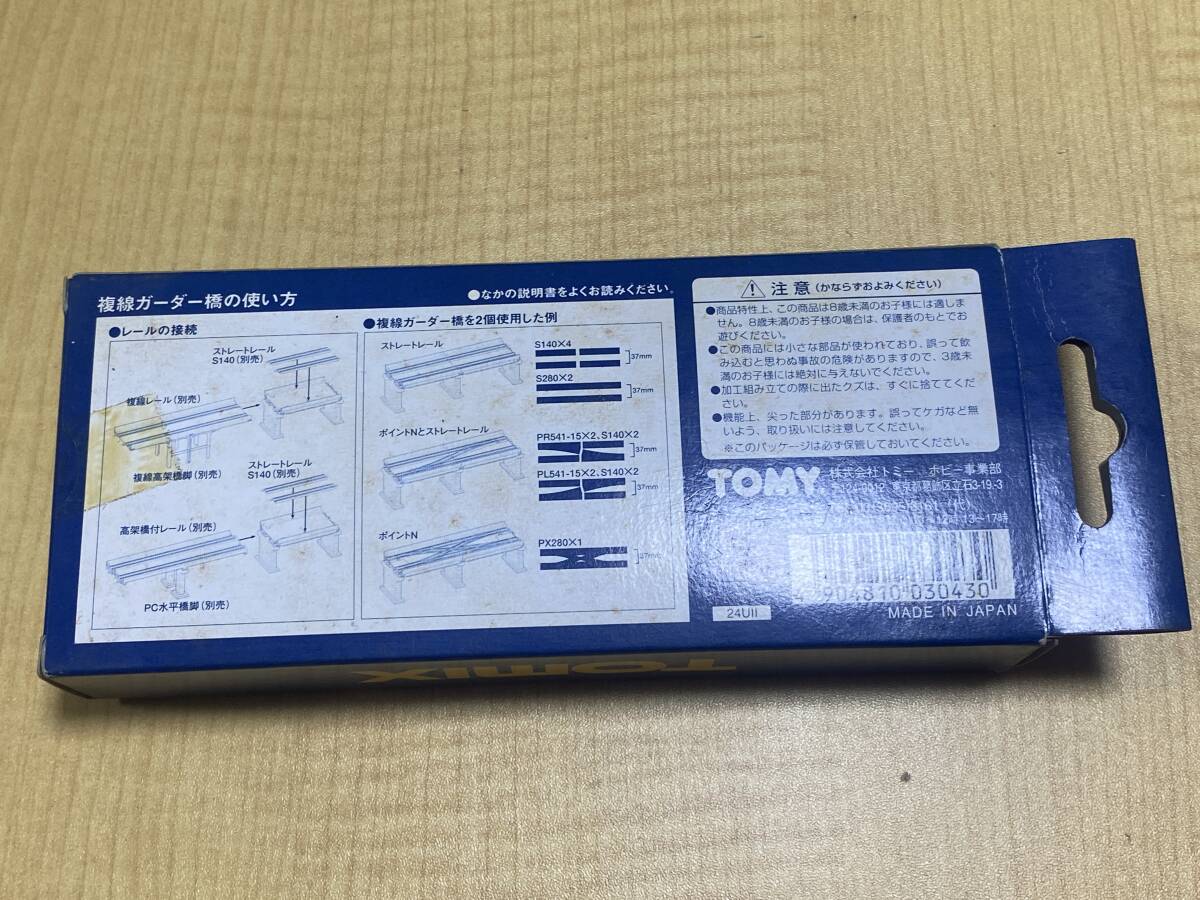 複線ガーダー橋の使い方
●なかの説明書をよくお読みください。
●レールの接続
ストレートレール
S140(別売)
複線レール(別売)
複線高架橋脚(別売)
ストレートレール
S140(別売)
高架橋付レール(別売)
PC水平橋脚(別売)
●複線ガーダー橋を2個使用した例
ストレートレール
S140×4
37mm
S280×2
37mm
ポイントNとストレートレール
PR541-15×2、S140×2
37mm
PL541-15×2、S140×2
37mm
ポイントN
PX280×1
37mm
注意(かならずおよみください)
●商品特性上、この商品は8歳未満のお子様には適しま
せん。8歳未満のお子様の場合は、保護者のもとでお
遊びください。
●この商品には小さな部品が使われており、誤って飲
み込むと思わぬ事故の危険がありますので、3歳未
満のお子様には絶対に与えないでください。
●加工組み立ての際に出たクズは、すぐに捨ててくだ
さい。
●機能上、尖った部分があります。誤ってケガなど無
いよう、取り扱いには注意してください。
※このパッケージは必ず保管しておいてください。
TOMY 株式会社トミー ホビー事業部
東京都葛飾区立石3-19-3
13〜17時
4 904810 030430
24UII
MADE IN JAPAN
TOMIX